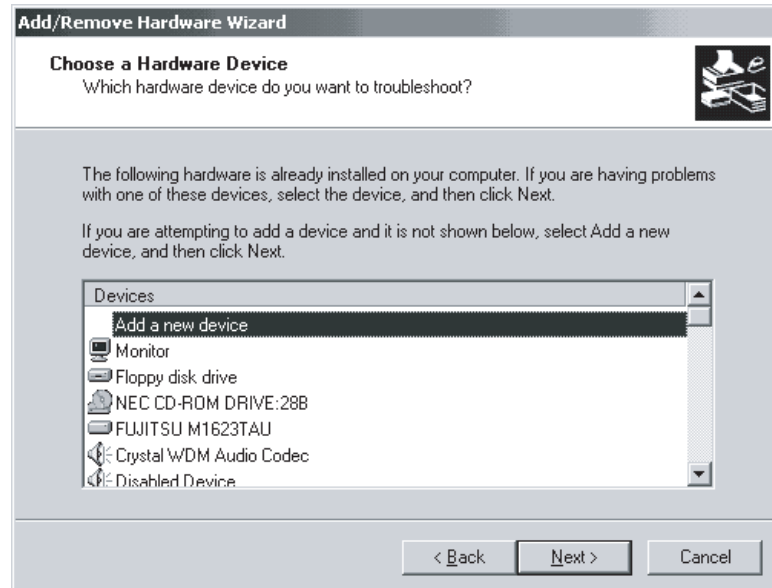 Add/Remove Hardware Wizard
Choose a Hardware Device
Which hardware device do you want to troubleshoot?
The following hardware is already installed on your computer. If you are having problems
with one of these devices, select the device, and then click Next.
If you are attempting to add a device and it is not shown below, select Add a new
device, and then click Next.
Devices
Add a new device
Monitor
Floppy disk drive
NEC CD-ROM DRIVE:28B
FUJITSU M1623TAU
Crystal WDM Audio Codec
Disabled Device
< Back Next > Cancel